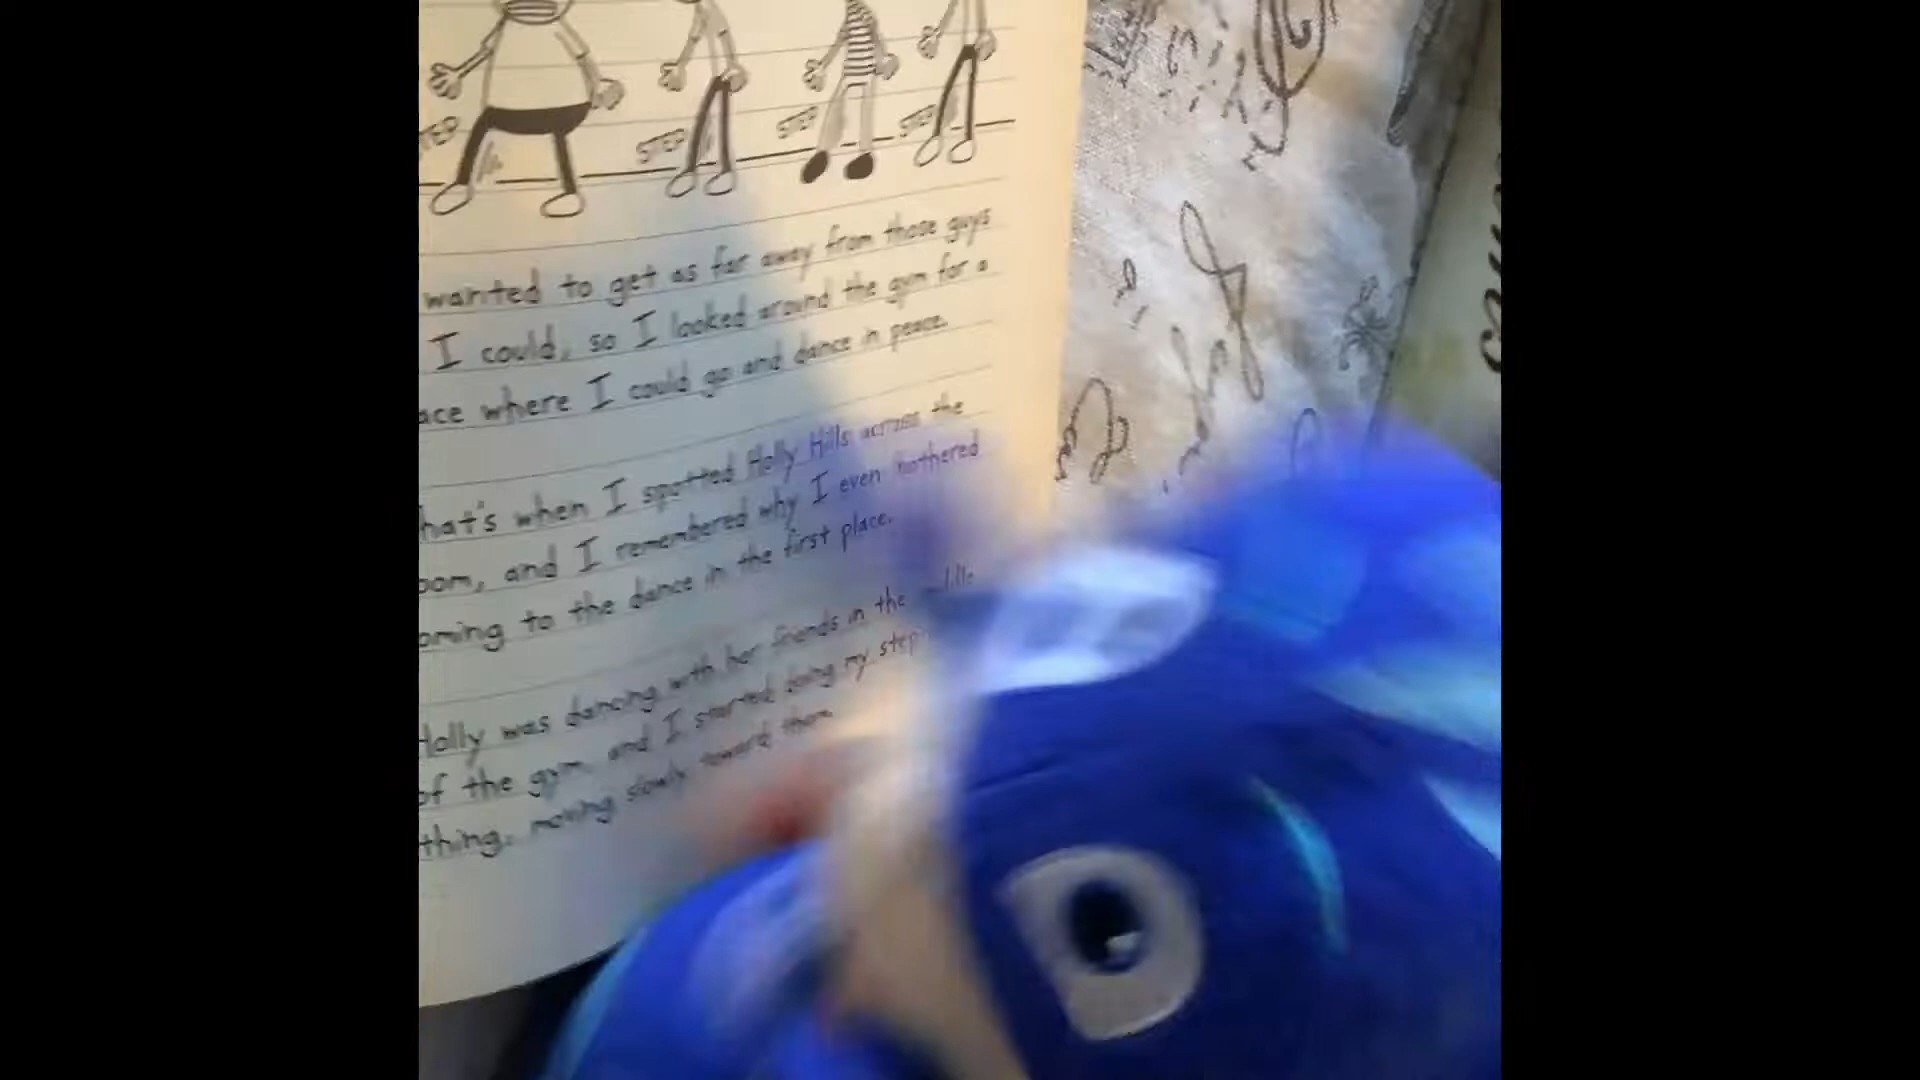 TEP
STEP
STEP
STEP
wanted to get as far away from those guys
I could, so I looked around the gym for a
ace where I could go and dance in peace.
hat's when I spotted Holly Hills across the
oom, and I remembered why I even bothered
oming to the dance in the first place.
Holly was dancing with her friends in the
of the gym, and I started doing my step
thing, moving slowly toward them